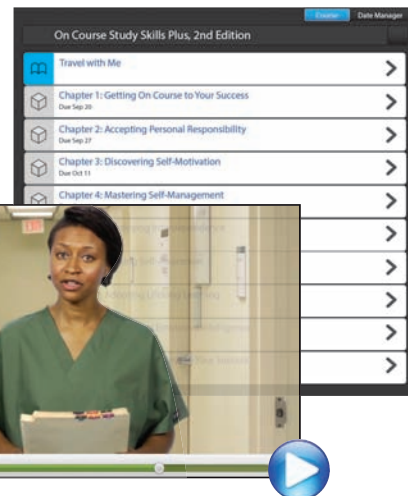 Course Date Manager
On Course Study Skills Plus, 2nd Edition
Travel with Me
Chapter 1: Getting On Course to Your Success
Due Sep 20
Chapter 2: Accepting Personal Responsibility
Due Sep 27
Chapter 3: Discovering Self-Motivation
Due Oct 11
Chapter 4: Mastering Self-Management
EXIT